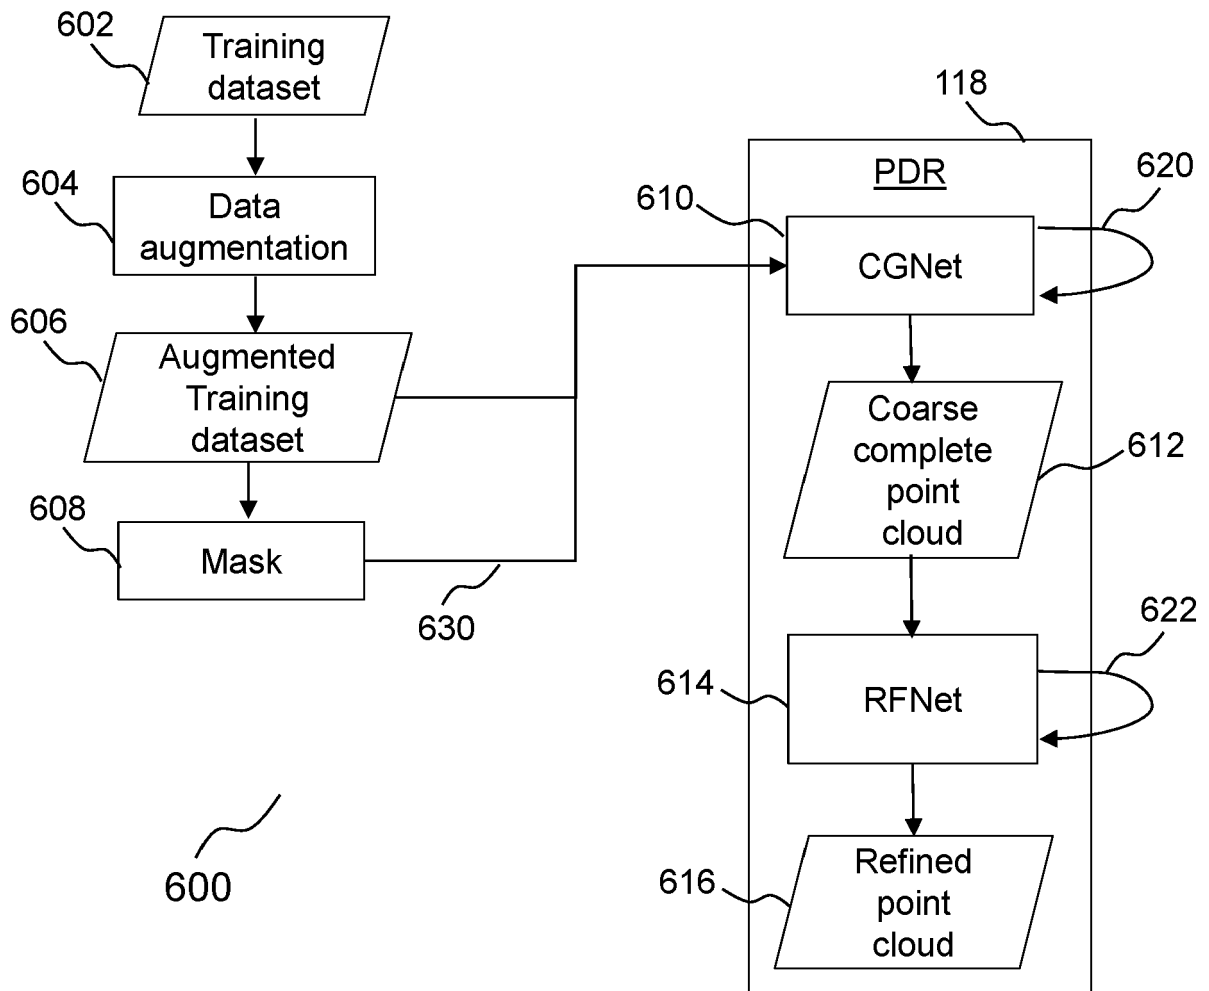 602
Training
dataset
604
Data
augmentation
606
Augmented
Training
dataset
608
Mask
630
600
118
PDR
610
CGNet
620
Coarse
complete
point
cloud
612
614
RFNet
622
616
Refined
point
cloud